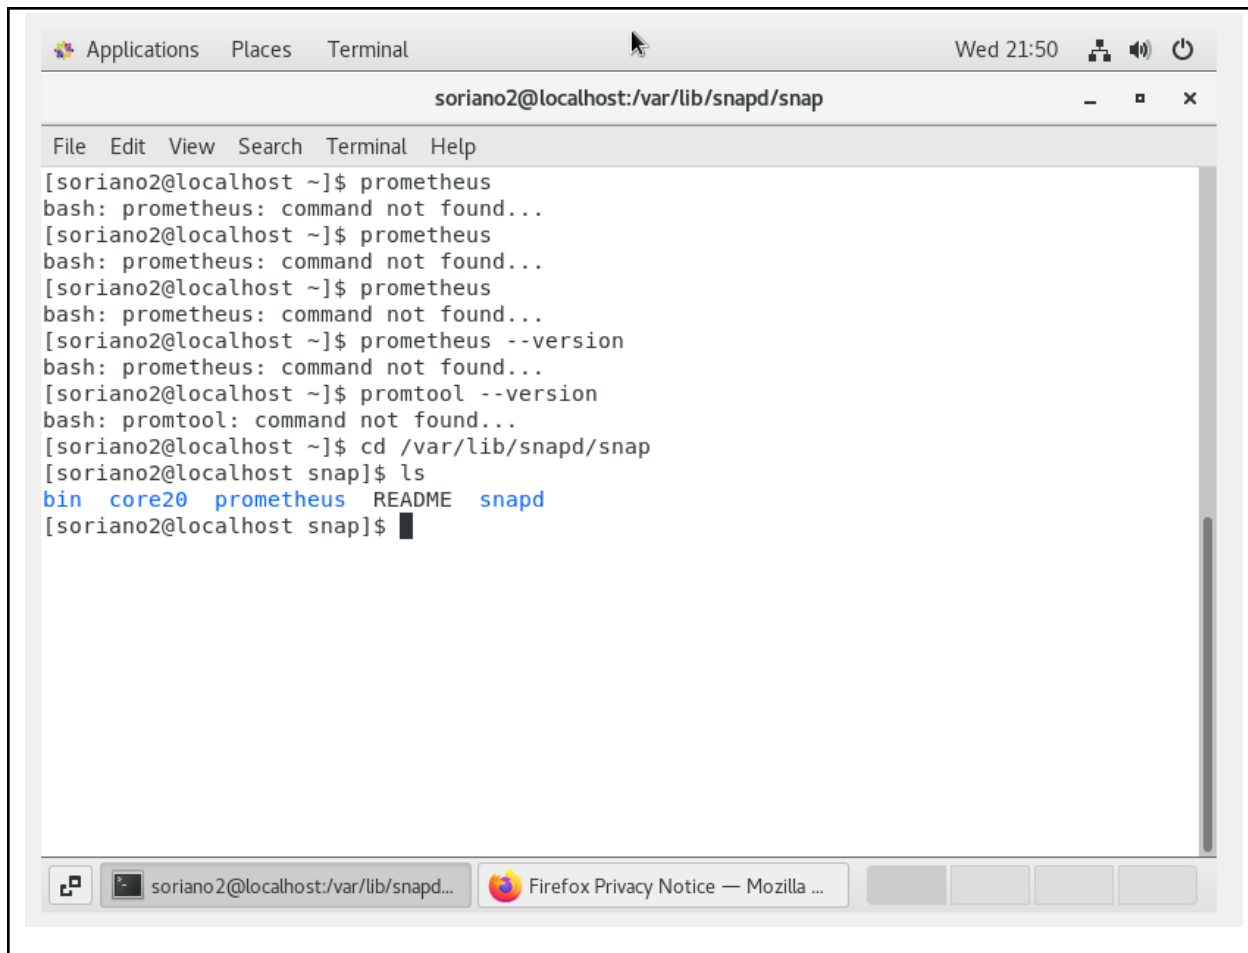 Applications Places Terminal Wed 21:50
soriano2@localhost:/var/lib/snapd/snap
File Edit View Search Terminal Help
[soriano2@localhost ~]$ prometheus
bash: prometheus: command not found...
[soriano2@localhost ~]$ prometheus
bash: prometheus: command not found...
[soriano2@localhost ~]$ prometheus
bash: prometheus: command not found...
[soriano2@localhost ~]$ prometheus --version
bash: prometheus: command not found...
[soriano2@localhost ~]$ promtool --version
bash: promtool: command not found...
[soriano2@localhost ~]$ cd /var/lib/snapd/snap
[soriano2@localhost snap]$ ls
bin core20 prometheus README snapd
[soriano2@localhost snap]$
soriano2@localhost:/var/lib/snapd... Firefox Privacy Notice — Mozilla ...